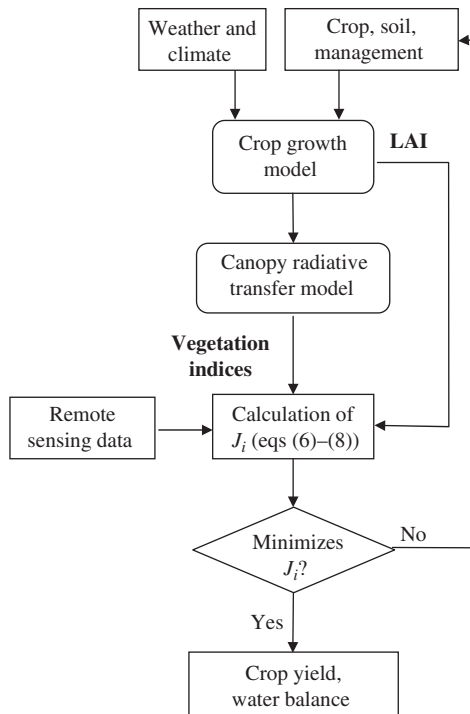 Weather and
climate
Crop, soil,
management
Crop growth
model
LAI
Canopy radiative
transfer model
Vegetation
indices
Remote
sensing data
Calculation of
J_i (eqs (6)–(8))
Minimizes
J_i?
No
Yes
Crop yield,
water balance